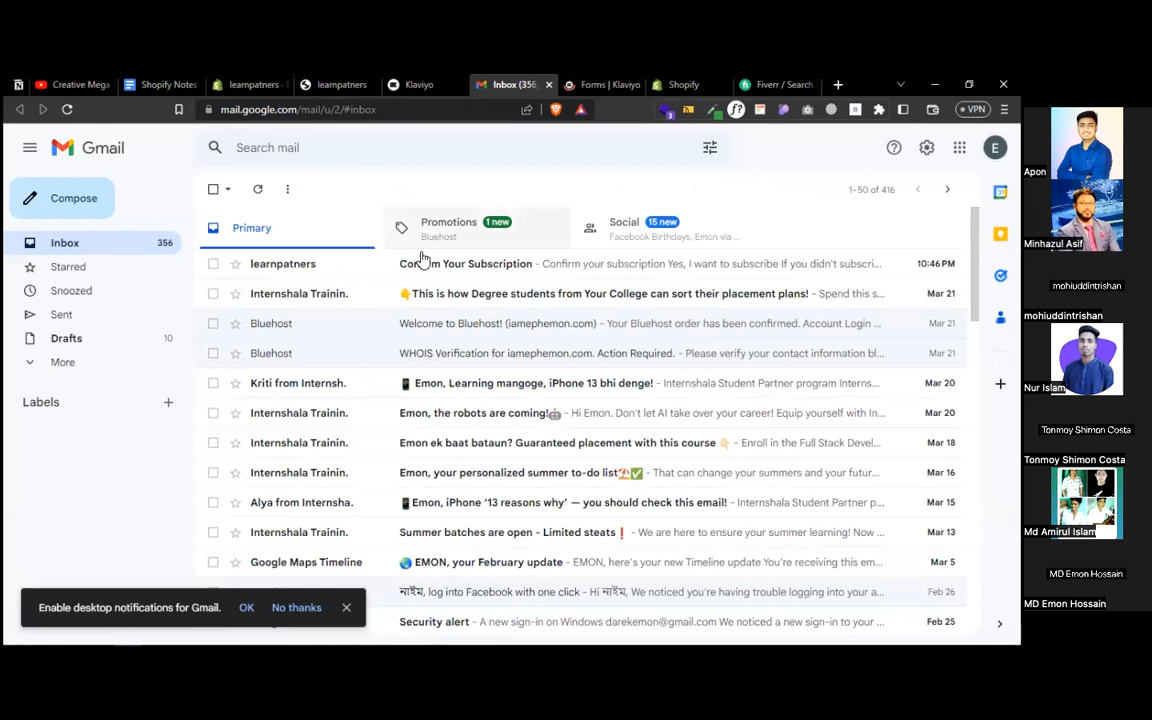 Creative Mega
Shopify Notes
learnpatners - T
learnpatners
Klaviyo
Inbox (356
Forms | Klaviyo
Shopify
Fiverr / Search
mail.google.com/mail/u/2/#inbox
VPN
Gmail
Search mail
E
Compose
1-50 of 416
Inbox 356
Starred
Snoozed
Sent
Drafts 10
More
Labels
Primary
Promotions 1 new
Bluehost
Social 15 new
Facebook Birthdays, Emon via ...
learnpatners Confirm Your Subscription - Confirm your subscription Yes, I want to subscribe If you didn't subscri... 10:46 PM
Internshala Trainin. 👇This is how Degree students from Your College can sort their placement plans! - Spend this s... Mar 21
Bluehost Welcome to Bluehost! (iamephemon.com) - Your Bluehost order has been confirmed. Account Login ... Mar 21
Bluehost WHOIS Verification for iamephemon.com. Action Required. - Please verify your contact information bl... Mar 21
Kriti from Internsh. 📱 Emon, Learning mangoge, iPhone 13 bhi denge! - Internshala Student Partner program Interns... Mar 20
Internshala Trainin. Emon, the robots are coming!🤖 - Hi Emon. Don't let AI take over your career! Equip yourself with In... Mar 20
Internshala Trainin. Emon ek baat bataun? Guaranteed placement with this course 👇🏻 - Enroll in the Full Stack Devel... Mar 18
Internshala Trainin. Emon, your personalized summer to-do list⛱️✅ - That can change your summers and your futur... Mar 16
Alya from Internsha. 📱Emon, iPhone '13 reasons why' — you should check this email! - Internshala Student Partner p... Mar 15
Internshala Trainin. Summer batches are open - Limited steats❗ - We are here to ensure your summer learning! Now ... Mar 13
Google Maps Timeline 🌏 EMON, your February update - EMON, here's your new Timeline update You're receiving this em... Mar 5
নাইম, log into Facebook with one click - Hi নাইম, We noticed you're having trouble logging into your a... Feb 26
Security alert - A new sign-in on Windows darekemon@gmail.com We noticed a new sign-in to your ... Feb 25
Enable desktop notifications for Gmail. OK No thanks
Apon
Minhazul Asif
mohiuddintrishan
mohiuddintrishan
Nur Islam
Tonmoy Shimon Costa
Tonmoy Shimon Costa
Md Amirul Islam
MD Emon Hossain
MD Emon Hossain